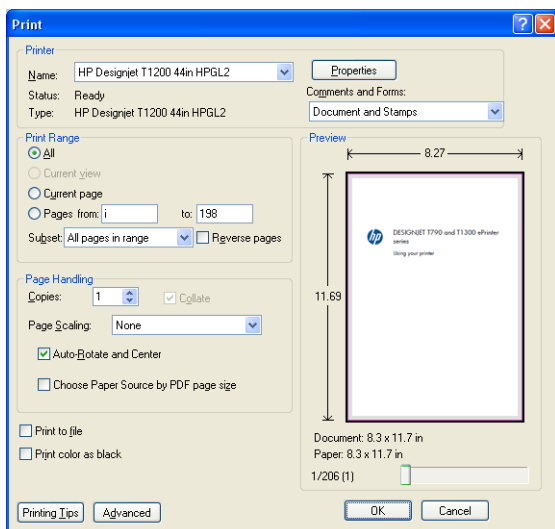 Print
Printer
Name: HP Designjet T1200 44in HPGL2 Properties
Status: Ready Comments and Forms:
Type: HP Designjet T1200 44in HPGL2 Document and Stamps
Print Range
All
Current view
Current page
Pages from: i to: 198
Subset: All pages in range Reverse pages
Page Handling
Copies: 1 Collate
Page Scaling: None
Auto-Rotate and Center
Choose Paper Source by PDF page size
Print to file
Print color as black
Printing Tips Advanced
Preview
8.27
11.69
hp
DESIGNJET T790 and T1300 ePrinter
series
Using your printer
Document: 8.3 x 11.7 in
Paper: 8.3 x 11.7 in
1/206 (1)
OK Cancel